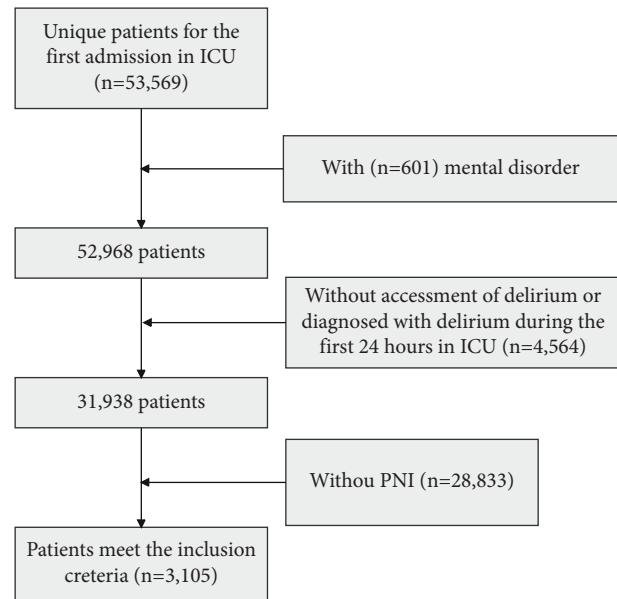 Unique patients for the
first admission in ICU
(n=53,569)
With (n=601) mental disorder
52,968 patients
Without accessment of delirium or
diagnosed with delirium during the
first 24 hours in ICU (n=4,564)
31,938 patients
Withou PNI (n=28,833)
Patients meet the inclusion
creteria (n=3,105)